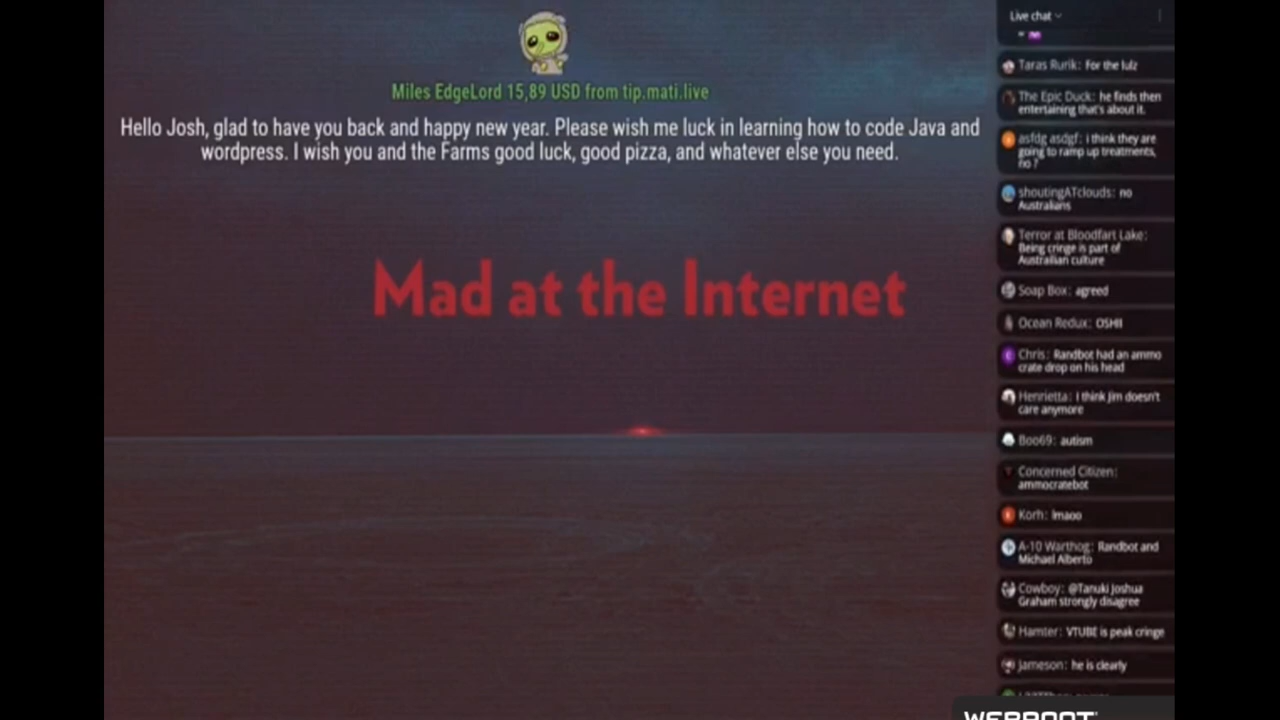 Miles EdgeLord 15,89 USD from tip.mati.live
Hello Josh, glad to have you back and happy new year. Please wish me luck in learning how to code Java and
wordpress. I wish you and the Farms good luck, good pizza, and whatever else you need.
Mad at the Internet
Live chat
Taras Rurik: For the lulz
The Epic Duck: he finds then
entertaining that's about it.
asfdg asdgf: i think they are
going to ramp up treatments,
no ?
shoutingATclouds: no
Australians
Terror at Bloodfart Lake:
Being cringe is part of
Australian culture
Soap Box: agreed
Ocean Redux: OSHII
Chris: Randbot had an ammo
crate drop on his head
Henrietta: I think Jim doesn't
care anymore
Boo69: autism
Concerned Citizen:
ammocratebot
Korh: lmaoo
A-10 Warthog: Randbot and
Michael Alberto
Cowboy: @Tanuki Joshua
Graham strongly disagree
Hamter: VTUBE is peak cringe
Jameson: he is clearly
WEBROOT